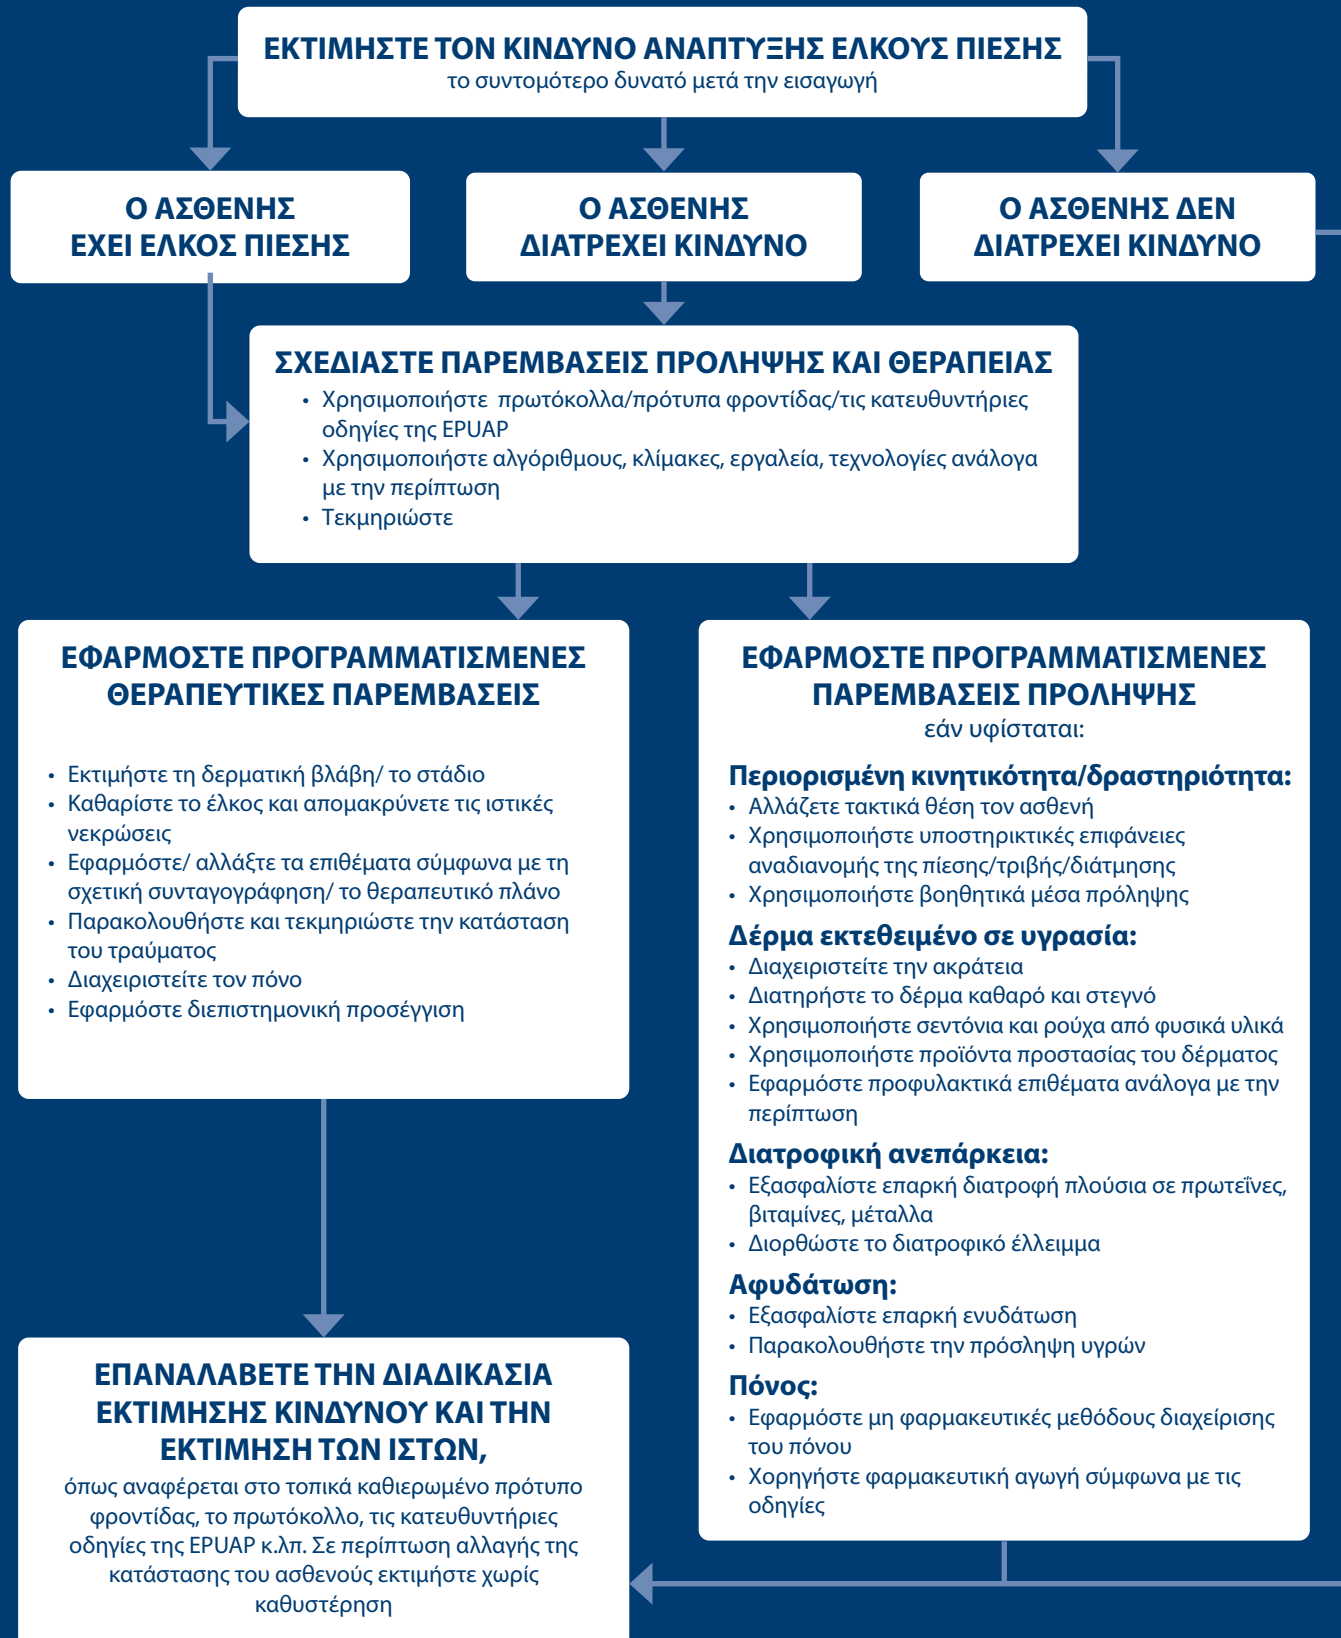 ΕΚΤΙΜΗΣΤΕ ΤΟΝ ΚΙΝΔΥΝΟ ΑΝΑΠΤΥΞΗΣ ΕΛΚΟΥΣ ΠΙΕΣΗΣ
το συντομότερο δυνατό μετά την εισαγωγή
Ο ΑΣΘΕΝΗΣ
ΕΧΕΙ ΕΛΚΟΣ ΠΙΕΣΗΣ
Ο ΑΣΘΕΝΗΣ
ΔΙΑΤΡΕΧΕΙ ΚΙΝΔΥΝΟ
Ο ΑΣΘΕΝΗΣ ΔΕΝ
ΔΙΑΤΡΕΧΕΙ ΚΙΝΔΥΝΟ
ΣΧΕΔΙΑΣΤΕ ΠΑΡΕΜΒΑΣΕΙΣ ΠΡΟΛΗΨΗΣ ΚΑΙ ΘΕΡΑΠΕΙΑΣ
• Χρησιμοποιήστε πρωτόκολλα/πρότυπα φροντίδας/τις κατευθυντήριες
οδηγίες της EPUAP
• Χρησιμοποιήστε αλγόριθμους, κλίμακες, εργαλεία, τεχνολογίες ανάλογα
με την περίπτωση
• Τεκμηριώστε
ΕΦΑΡΜΟΣΤΕ ΠΡΟΓΡΑΜΜΑΤΙΣΜΕΝΕΣ
ΘΕΡΑΠΕΥΤΙΚΕΣ ΠΑΡΕΜΒΑΣΕΙΣ
• Εκτιμήστε τη δερματική βλάβη/ το στάδιο
• Καθαρίστε το έλκος και απομακρύνετε τις ιστικές
νεκρώσεις
• Εφαρμόστε/ αλλάξτε τα επιθέματα σύμφωνα με τη
σχετική συνταγογράφηση/ το θεραπευτικό πλάνο
• Παρακολουθήστε και τεκμηριώστε την κατάσταση
του τραύματος
• Διαχειριστείτε τον πόνο
• Εφαρμόστε διεπιστημονική προσέγγιση
ΕΦΑΡΜΟΣΤΕ ΠΡΟΓΡΑΜΜΑΤΙΣΜΕΝΕΣ
ΠΑΡΕΜΒΑΣΕΙΣ ΠΡΟΛΗΨΗΣ
εάν υφίσταται:
Περιορισμένη κινητικότητα/δραστηριότητα:
• Αλλάζετε τακτικά θέση τον ασθενή
• Χρησιμοποιήστε υποστηρικτικές επιφάνειες
αναδιανομής της πίεσης/τριβής/διάτμησης
• Χρησιμοποιήστε βοηθητικά μέσα πρόληψης
Δέρμα εκτεθειμένο σε υγρασία:
• Διαχειριστείτε την ακράτεια
• Διατηρήστε το δέρμα καθαρό και στεγνό
• Χρησιμοποιήστε σεντόνια και ρούχα από φυσικά υλικά
• Χρησιμοποιήστε προϊόντα προστασίας του δέρματος
• Εφαρμόστε προφυλακτικά επιθέματα ανάλογα με την
περίπτωση
Διατροφική ανεπάρκεια:
• Εξασφαλίστε επαρκή διατροφή πλούσια σε πρωτεΐνες,
βιταμίνες, μέταλλα
• Διορθώστε το διατροφικό έλλειμμα
Αφυδάτωση:
• Εξασφαλίστε επαρκή ενυδάτωση
• Παρακολουθήστε την πρόσληψη υγρών
Πόνος:
• Εφαρμόστε μη φαρμακευτικές μεθόδους διαχείρισης
του πόνου
• Χορηγήστε φαρμακευτική αγωγή σύμφωνα με τις
οδηγίες
ΕΠΑΝΑΛΑΒΕΤΕ ΤΗΝ ΔΙΑΔΙΚΑΣΙΑ
ΕΚΤΙΜΗΣΗΣ ΚΙΝΔΥΝΟΥ ΚΑΙ ΤΗΝ
ΕΚΤΙΜΗΣΗ ΤΩΝ ΙΣΤΩΝ,
όπως αναφέρεται στο τοπικά καθιερωμένο πρότυπο
φροντίδας, το πρωτόκολλο, τις κατευθυντήριες
οδηγίες της EPUAP κ.λπ. Σε περίπτωση αλλαγής της
κατάστασης του ασθενούς εκτιμήστε χωρίς
καθυστέρηση